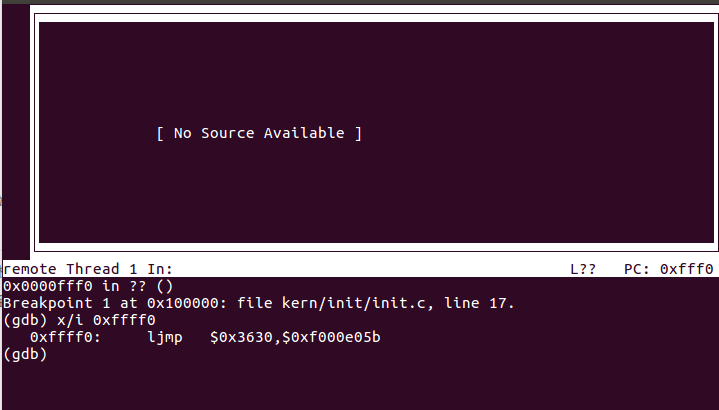 [ No Source Available ]
remote Thread 1 In: L?? PC: 0xfff0
0x0000fff0 in ?? ()
Breakpoint 1 at 0x100000: file kern/init/init.c, line 17.
(gdb) x/i 0xffff0
0xffff0: ljmp $0x3630,$0xf000e05b
(gdb)